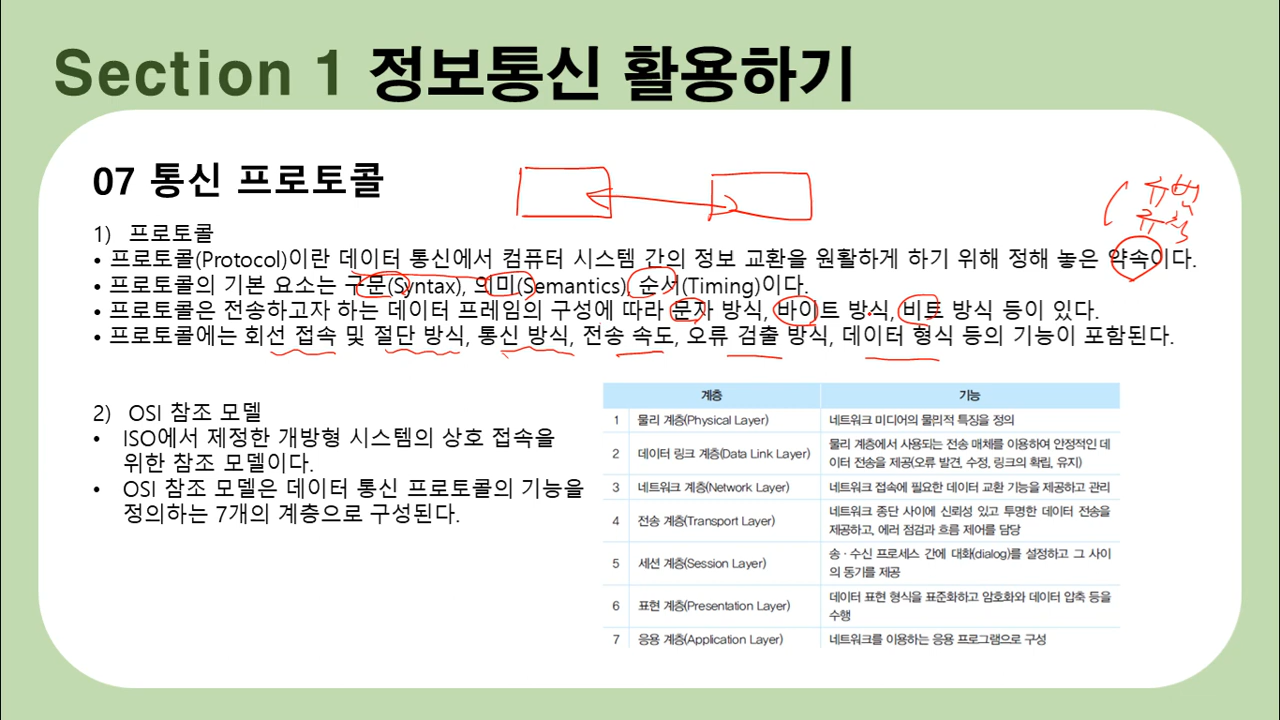 Section 1 정보통신 활용하기
07 통신 프로토콜
규범
규칙
1) 프로토콜
• 프로토콜(Protocol)이란 데이터 통신에서 컴퓨터 시스템 간의 정보 교환을 원활하게 하기 위해 정해 놓은 약속이다.
• 프로토콜의 기본 요소는 구문(Syntax), 의미(Semantics), 순서(Timing)이다.
• 프로토콜은 전송하고자 하는 데이터 프레임의 구성에 따라 문자 방식, 바이트 방식, 비트 방식 등이 있다.
• 프로토콜에는 회선 접속 및 절단 방식, 통신 방식, 전송 속도, 오류 검출 방식, 데이터 형식 등의 기능이 포함된다.
2) OSI 참조 모델
• ISO에서 제정한 개방형 시스템의 상호 접속을
위한 참조 모델이다.
• OSI 참조 모델은 데이터 통신 프로토콜의 기능을
정의하는 7개의 계층으로 구성된다.
계층 기능
1 물리 계층(Physical Layer) 네트워크 미디어의 물리적 특징을 정의
2 데이터 링크 계층(Data Link Layer) 물리 계층에서 사용되는 전송 매체를 이용하여 안정적인 데
이터 전송을 제공(오류 발견, 수정, 링크의 확립, 유지)
3 네트워크 계층(Network Layer) 네트워크 접속에 필요한 데이터 교환 기능을 제공하고 관리
4 전송 계층(Transport Layer) 네트워크 종단 사이에 신뢰성 있고 투명한 데이터 전송을
제공하고, 에러 점검과 흐름 제어를 담당
5 세션 계층(Session Layer) 송·수신 프로세스 간에 대화(dialog)를 설정하고 그 사이
의 동기를 제공
6 표현 계층(Presentation Layer) 데이터 표현 형식을 표준화하고 암호화와 데이터 압축 등을
수행
7 응용 계층(Application Layer) 네트워크를 이용하는 응용 프로그램으로 구성